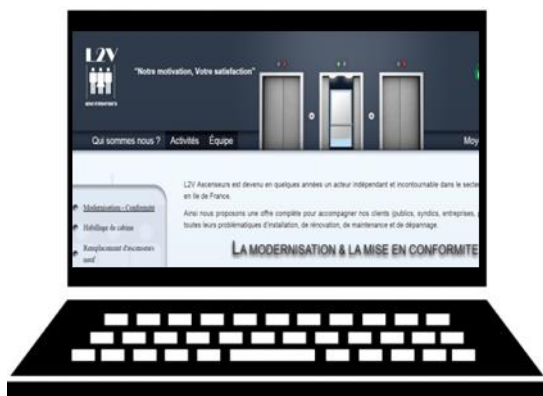 L2V
ASCENSEURS
"Notre motivation, Votre satisfaction"
Qui sommes nous ? Activités Équipe Moy
L2V Ascenseurs est devenu en quelques années un acteur indépendant et incontournable dans le secte
en Ile de France.
Ainsi nous proposons une offre complète pour accompagner nos clients (publics, syndics, entreprises, p
toutes leurs problématiques d'installation, de rénovation, de maintenance et de dépannage.
Modernisation - Conformité
Habillage de cabine
Remplacement d'ascenseurs
neuf
LA MODERNISATION & LA MISE EN CONFORMITE